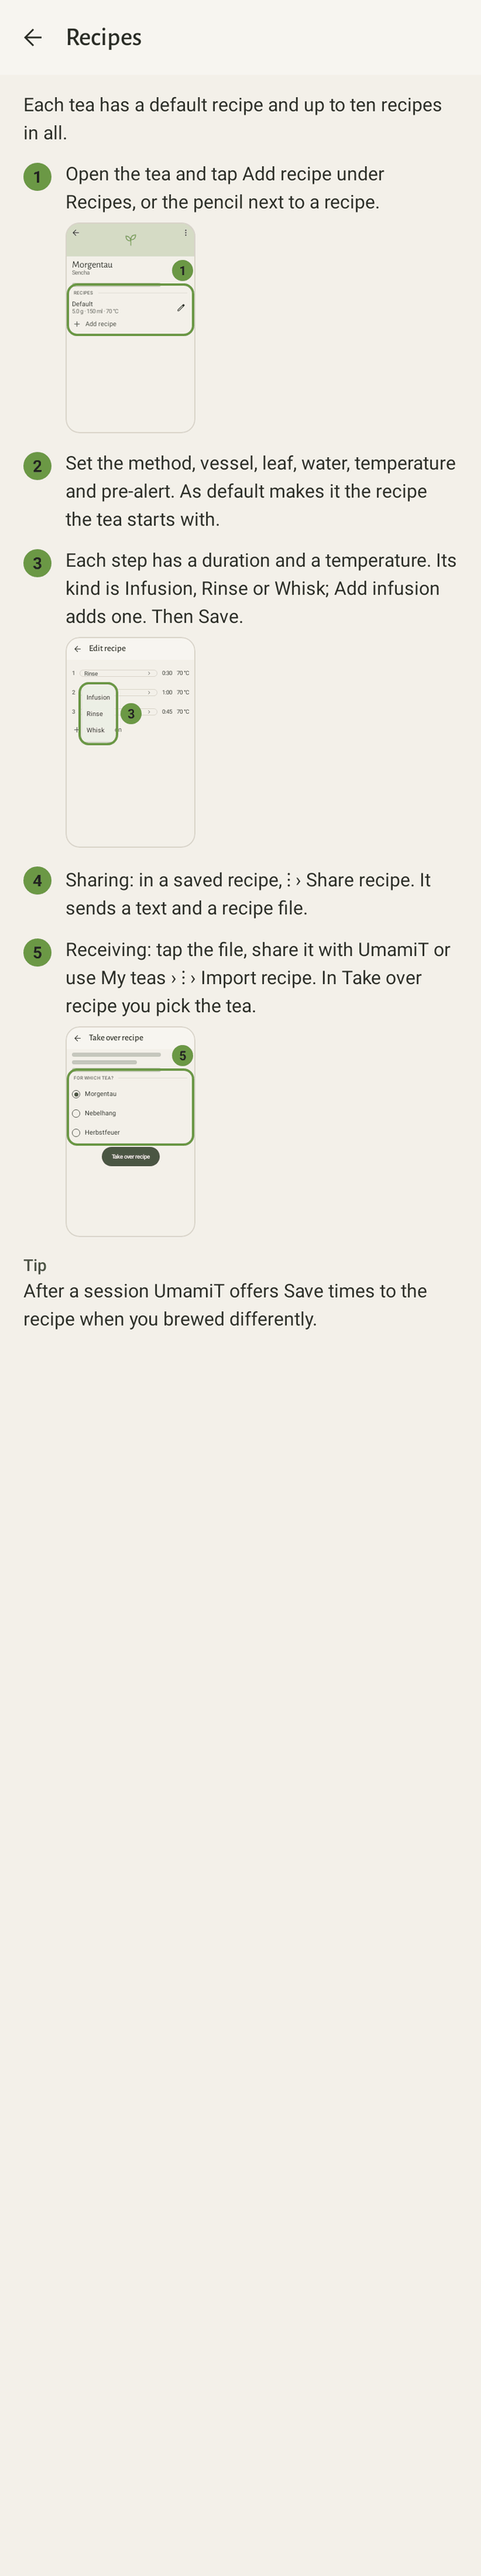 Recipes
Each tea has a default recipe and up to ten recipes
in all.
1
Open the tea and tap Add recipe under
Recipes, or the pencil next to a recipe.
Morgentau
Sencha
1
RECIPES
Default
5.0 g · 150 ml · 70 °C
+ Add recipe
2
Set the method, vessel, leaf, water, temperature
and pre-alert. As default makes it the recipe
the tea starts with.
3
Each step has a duration and a temperature. Its
kind is Infusion, Rinse or Whisk; Add infusion
adds one. Then Save.
Edit recipe
1 Rinse 0:30 70 °C
2 1:00 70 °C
Infusion
3 0:45 70 °C
Rinse
3
+ Whisk on
4
Sharing: in a saved recipe, ⋮ › Share recipe. It
sends a text and a recipe file.
5
Receiving: tap the file, share it with UmamiT or
use My teas › ⋮ › Import recipe. In Take over
recipe you pick the tea.
Take over recipe
5
FOR WHICH TEA?
Morgentau
Nebelhang
Herbstfeuer
Take over recipe
Tip
After a session UmamiT offers Save times to the
recipe when you brewed differently.